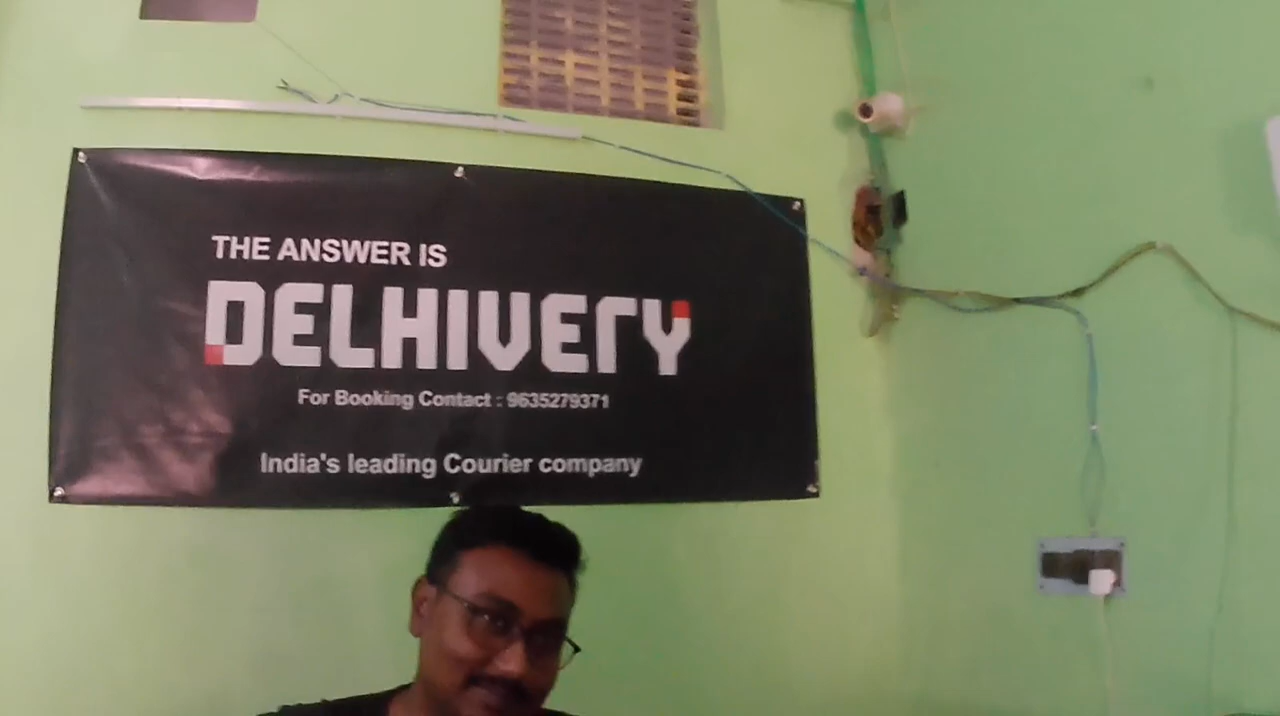 THE ANSWER IS
DELHIVERY
For Booking Contact : 9635279371
India's leading Courier company